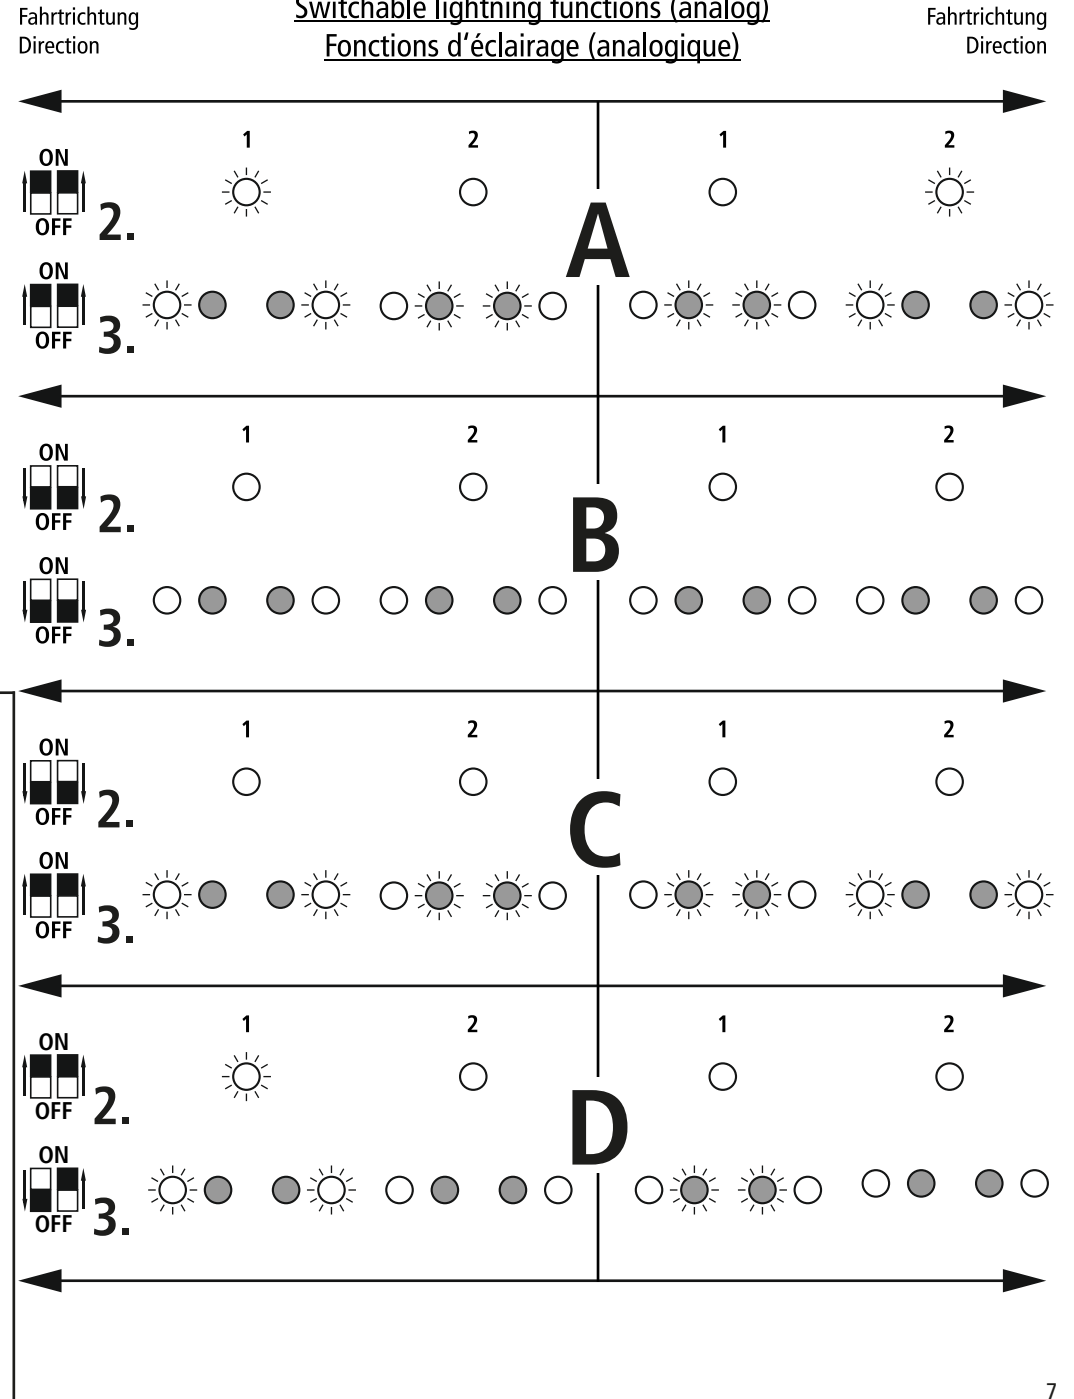 Fahrtrichtung
Direction
Switchable lightning functions (analog)
Fonctions d‘éclairage (analogique)
Fahrtrichtung
Direction
1 2 1 2
ON
OFF 2.
A
ON
OFF 3.
1 2 1 2
ON
OFF 2.
B
ON
OFF 3.
1 2 1 2
ON
OFF 2.
C
ON
OFF 3.
1 2 1 2
ON
OFF 2.
D
ON
OFF 3.
7